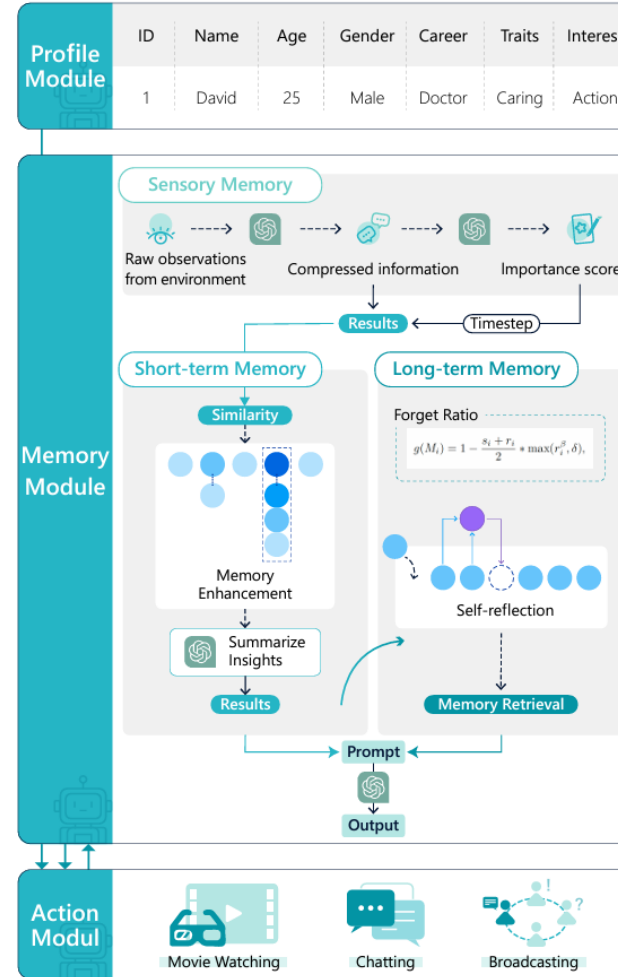 Profile
Module
ID Name Age Gender Career Traits Interes
1 David 25 Male Doctor Caring Action
Memory
Module
Sensory Memory
Raw observations
from environment
Compressed information
Importance score
Results
Timestep
Short-term Memory
Similarity
Memory
Enhancement
Summarize
Insights
Results
Long-term Memory
Forget Ratio
g(M_i) = 1 − (s_i + r_i)/2 * max(r_i^β, δ),
Self-reflection
Memory Retrieval
Prompt
Output
Action
Modul
Movie Watching
Chatting
! ?
Broadcasting